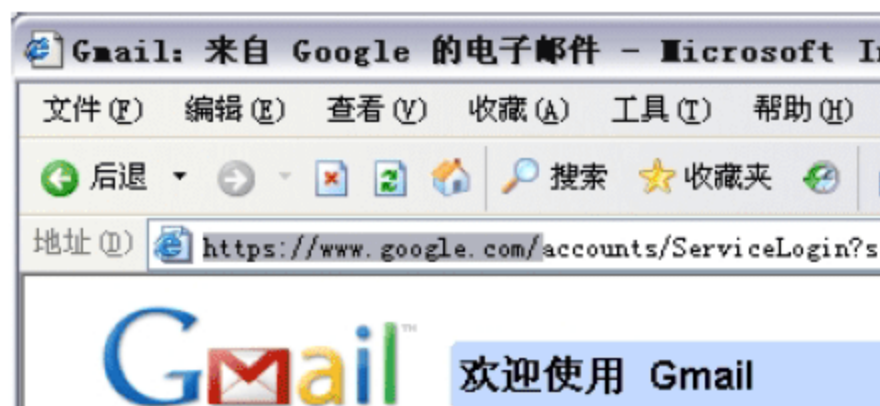 Gmail: 来自 Google 的电子邮件 - Microsoft
文件(F) 编辑(E) 查看(V) 收藏(A) 工具(T) 帮助(H)
后退 搜索 收藏夹
地址(D) https://www.google.com/accounts/ServiceLogin?s
Gmail™
欢迎使用 Gmail